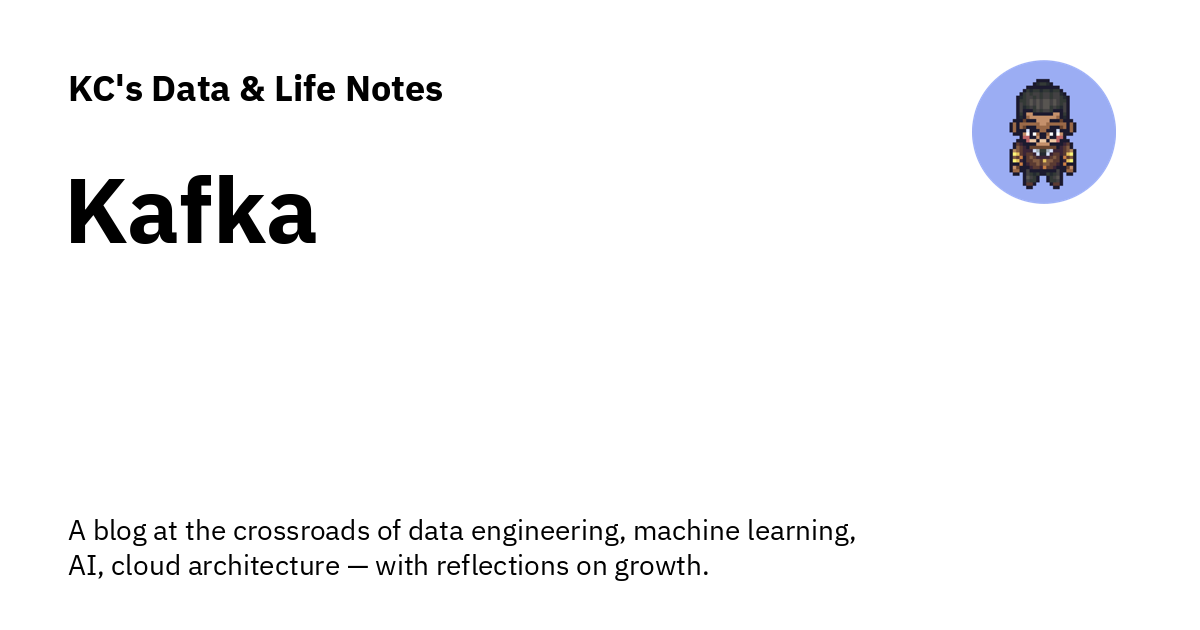 KC's Data & Life Notes
Kafka
A blog at the crossroads of data engineering, machine learning,
AI, cloud architecture — with reflections on growth.